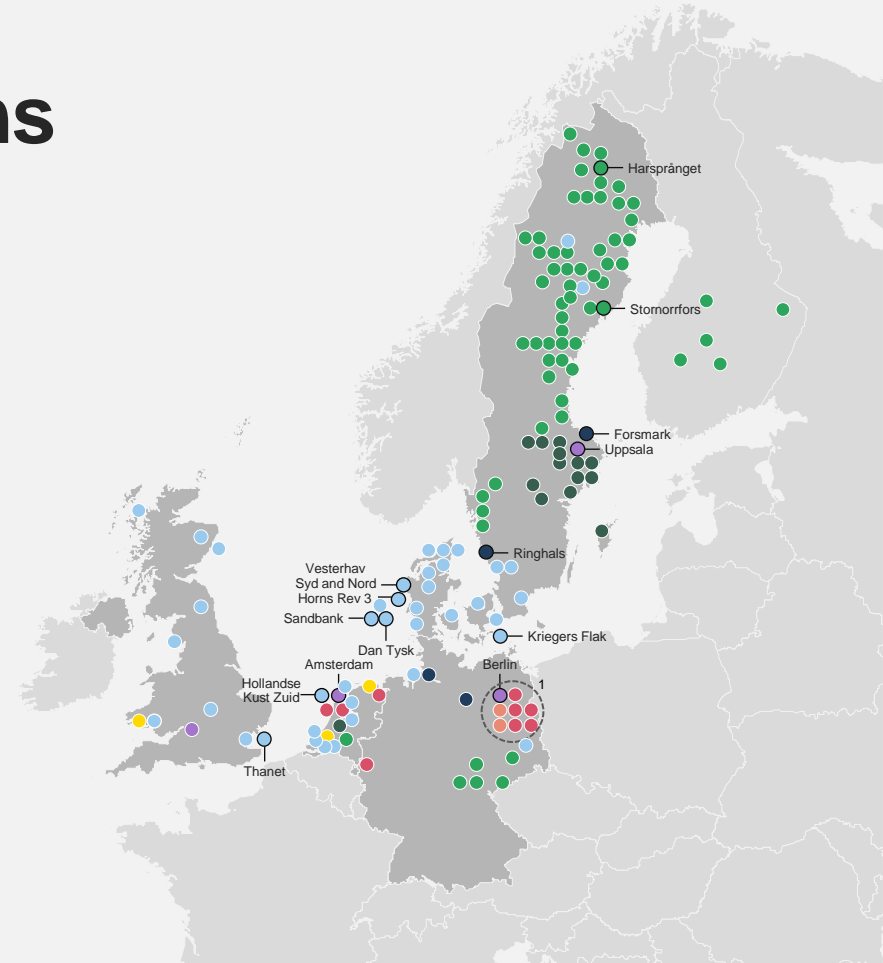 ns
Harsprånget
Stornorrfors
Forsmark
Uppsala
Ringhals
Vesterhav
Syd and Nord
Horns Rev 3
Sandbank
Dan Tysk
Kriegers Flak
Amsterdam
Berlin
1
Hollandse
Kust Zuid
Thanet